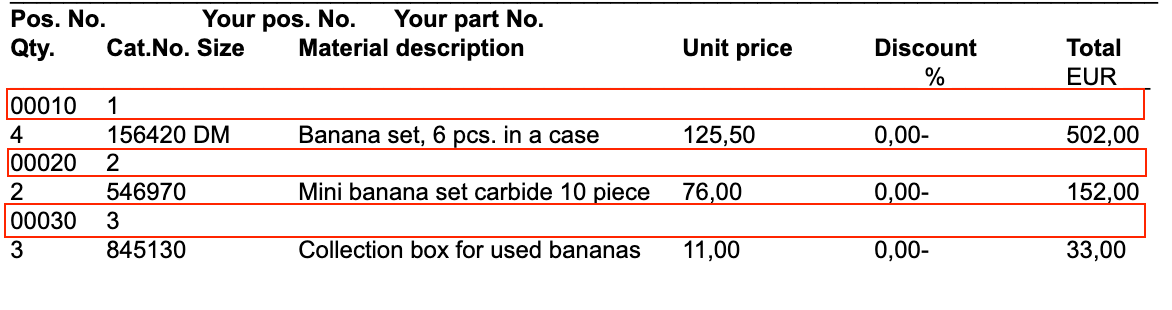 Pos. No. Your pos. No. Your part No.
Qty. Cat.No. Size Material description Unit price Discount Total
% EUR
00010 1
4 156420 DM Banana set, 6 pcs. in a case 125,50 0,00- 502,00
00020 2
2 546970 Mini banana set carbide 10 piece 76,00 0,00- 152,00
00030 3
3 845130 Collection box for used bananas 11,00 0,00- 33,00